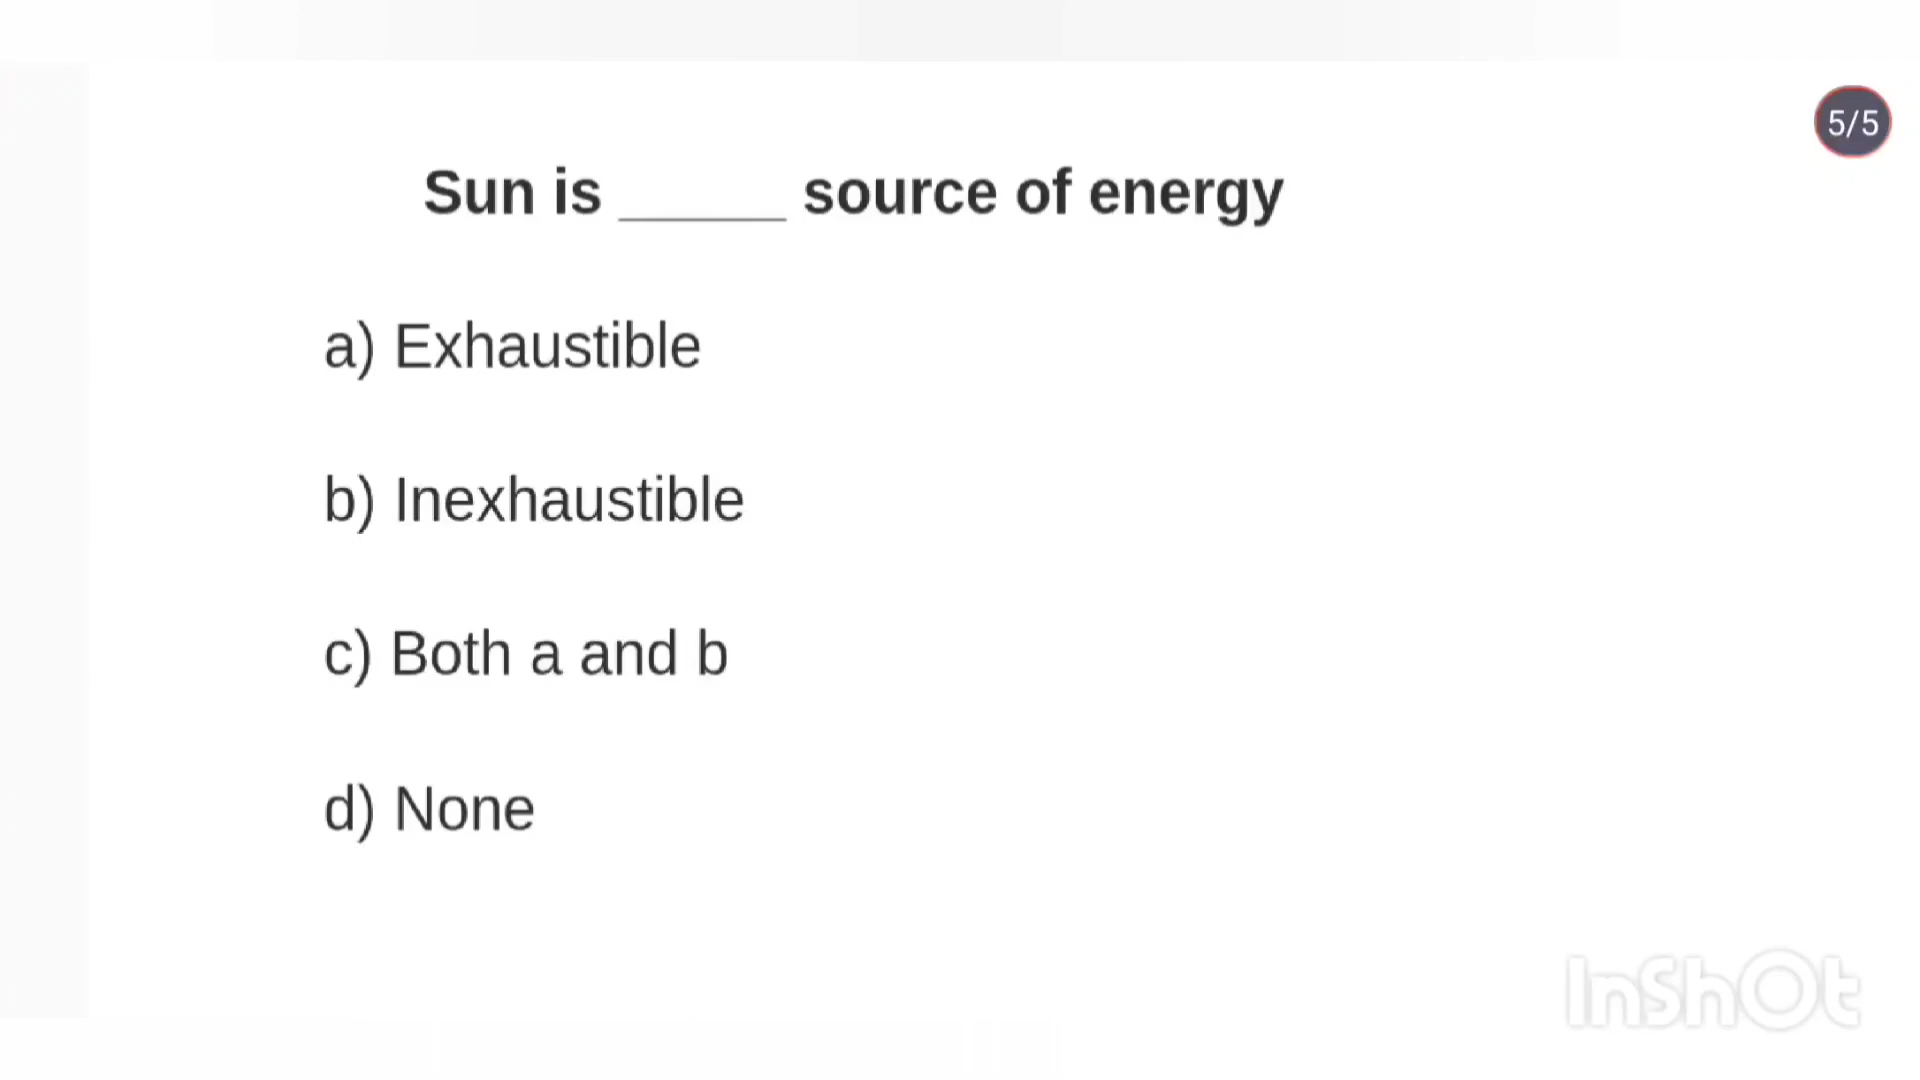 5/5
Sun is _____ source of energy
a) Exhaustible
b) Inexhaustible
c) Both a and b
d) None
InShOt